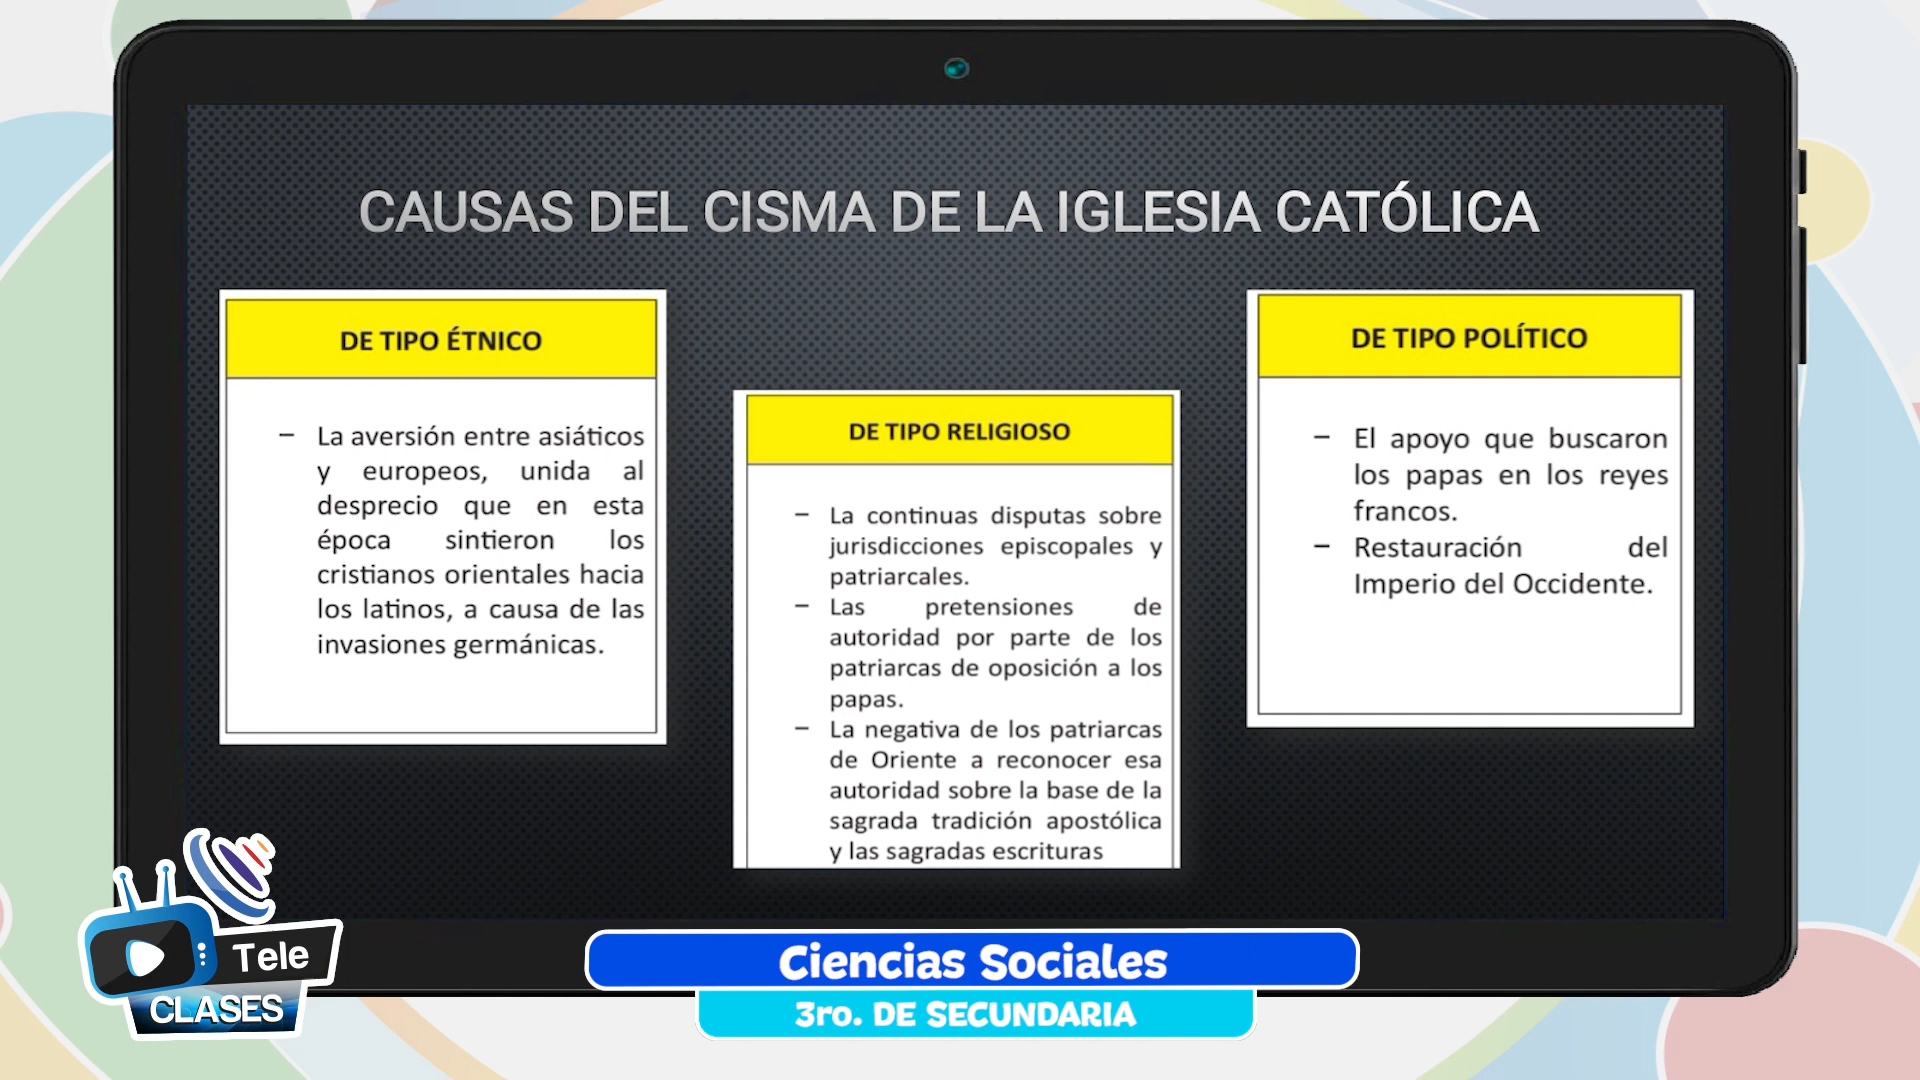 CAUSAS DEL CISMA DE LA IGLESIA CATÓLICA
DE TIPO ÉTNICO
– La aversión entre asiáticos
y europeos, unida al
desprecio que en esta
época sintieron los
cristianos orientales hacia
los latinos, a causa de las
invasiones germánicas.
DE TIPO RELIGIOSO
– La continuas disputas sobre
jurisdicciones episcopales y
patriarcales.
– Las pretensiones de
autoridad por parte de los
patriarcas de oposición a los
papas.
– La negativa de los patriarcas
de Oriente a reconocer esa
autoridad sobre la base de la
sagrada tradición apostólica
y las sagradas escrituras
DE TIPO POLÍTICO
– El apoyo que buscaron
los papas en los reyes
francos.
– Restauración del
Imperio del Occidente.
Tele
CLASES
Ciencias Sociales
3ro. DE SECUNDARIA